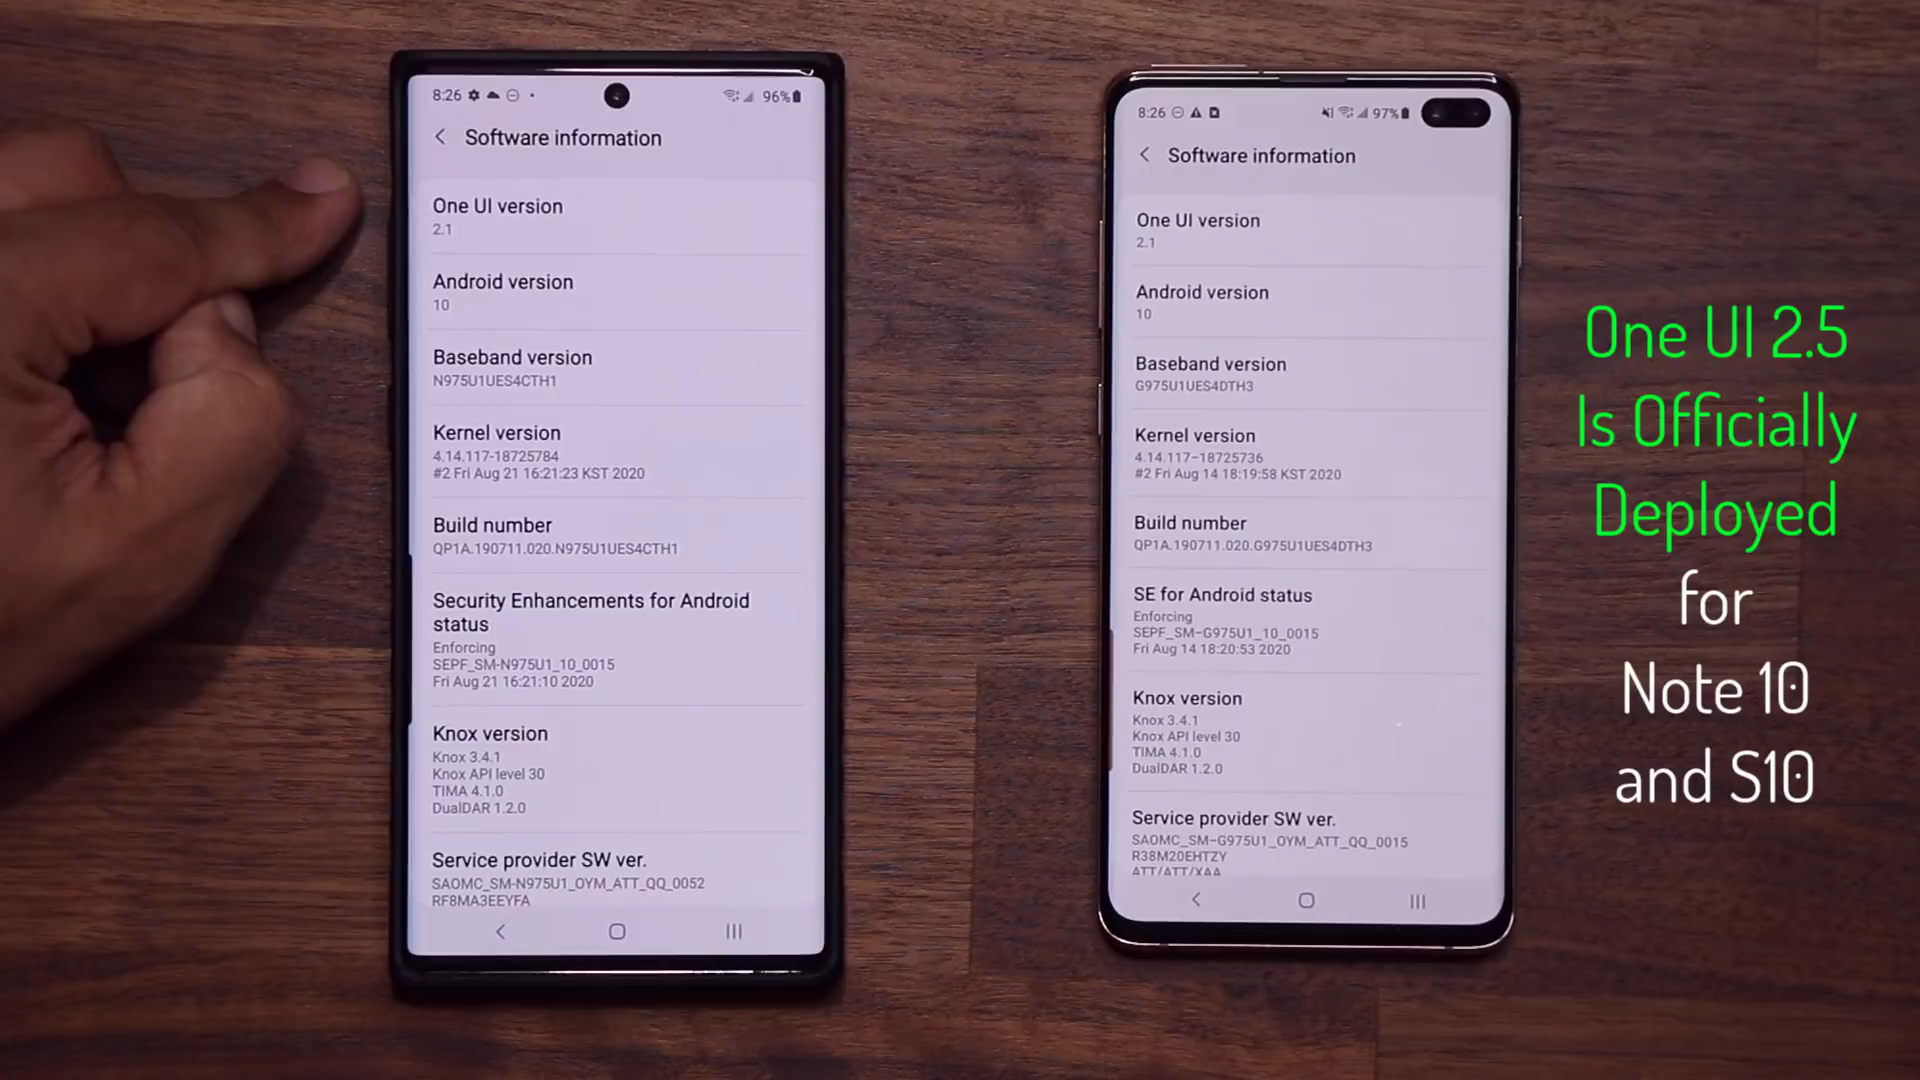 8:26
96%
Software information
One UI version
2.1
Android version
10
Baseband version
N975U1UES4CTH1
Kernel version
4.14.117-18725784
#2 Fri Aug 21 16:21:23 KST 2020
Build number
QP1A.190711.020.N975U1UES4CTH1
Security Enhancements for Android
status
Enforcing
SEPF_SM-N975U1_10_0015
Fri Aug 21 16:21:10 2020
Knox version
Knox 3.4.1
Knox API level 30
TIMA 4.1.0
DualDAR 1.2.0
Service provider SW ver.
SAOMC_SM-N975U1_OYM_ATT_QQ_0052
RF8MA3EEYFA
8:26
97%
Software information
One UI version
2.1
Android version
10
Baseband version
G975U1UES4DTH3
Kernel version
4.14.117-18725736
#2 Fri Aug 14 18:19:58 KST 2020
Build number
QP1A.190711.020.G975U1UES4DTH3
SE for Android status
Enforcing
SEPF_SM-G975U1_10_0015
Fri Aug 14 18:20:53 2020
Knox version
Knox 3.4.1
Knox API level 30
TIMA 4.1.0
DualDAR 1.2.0
Service provider SW ver.
SAOMC_SM-G975U1_OYM_ATT_QQ_0015
R38M20EHTZY
ATT/ATT/XAA
One UI 2.5
Is Officially
Deployed
for
Note 10
and S10